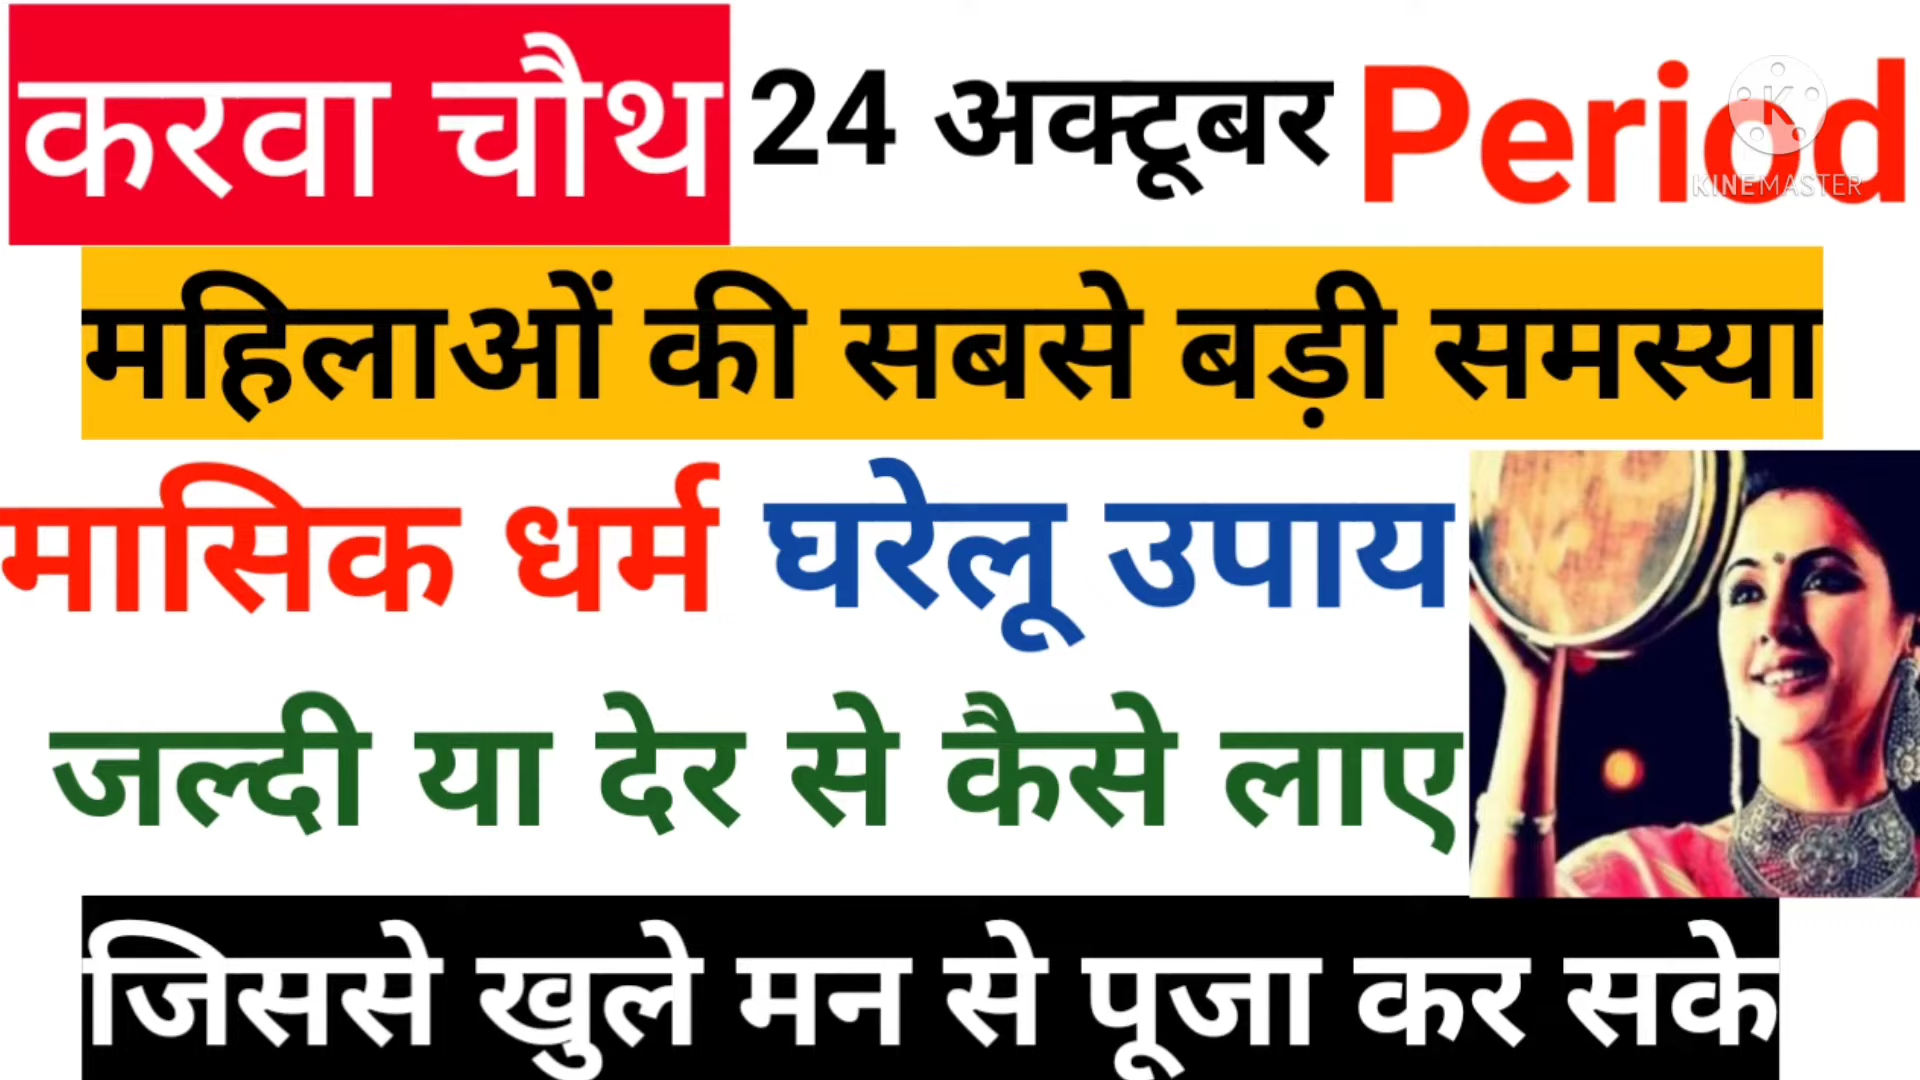 करवा चौथ 24 अक्टूबर Period
KINEMASTER
महिलाओं की सबसे बड़ी समस्या
मासिक धर्म घरेलू उपाय
जल्दी या देर से कैसे लाए
जिससे खुले मन से पूजा कर सके